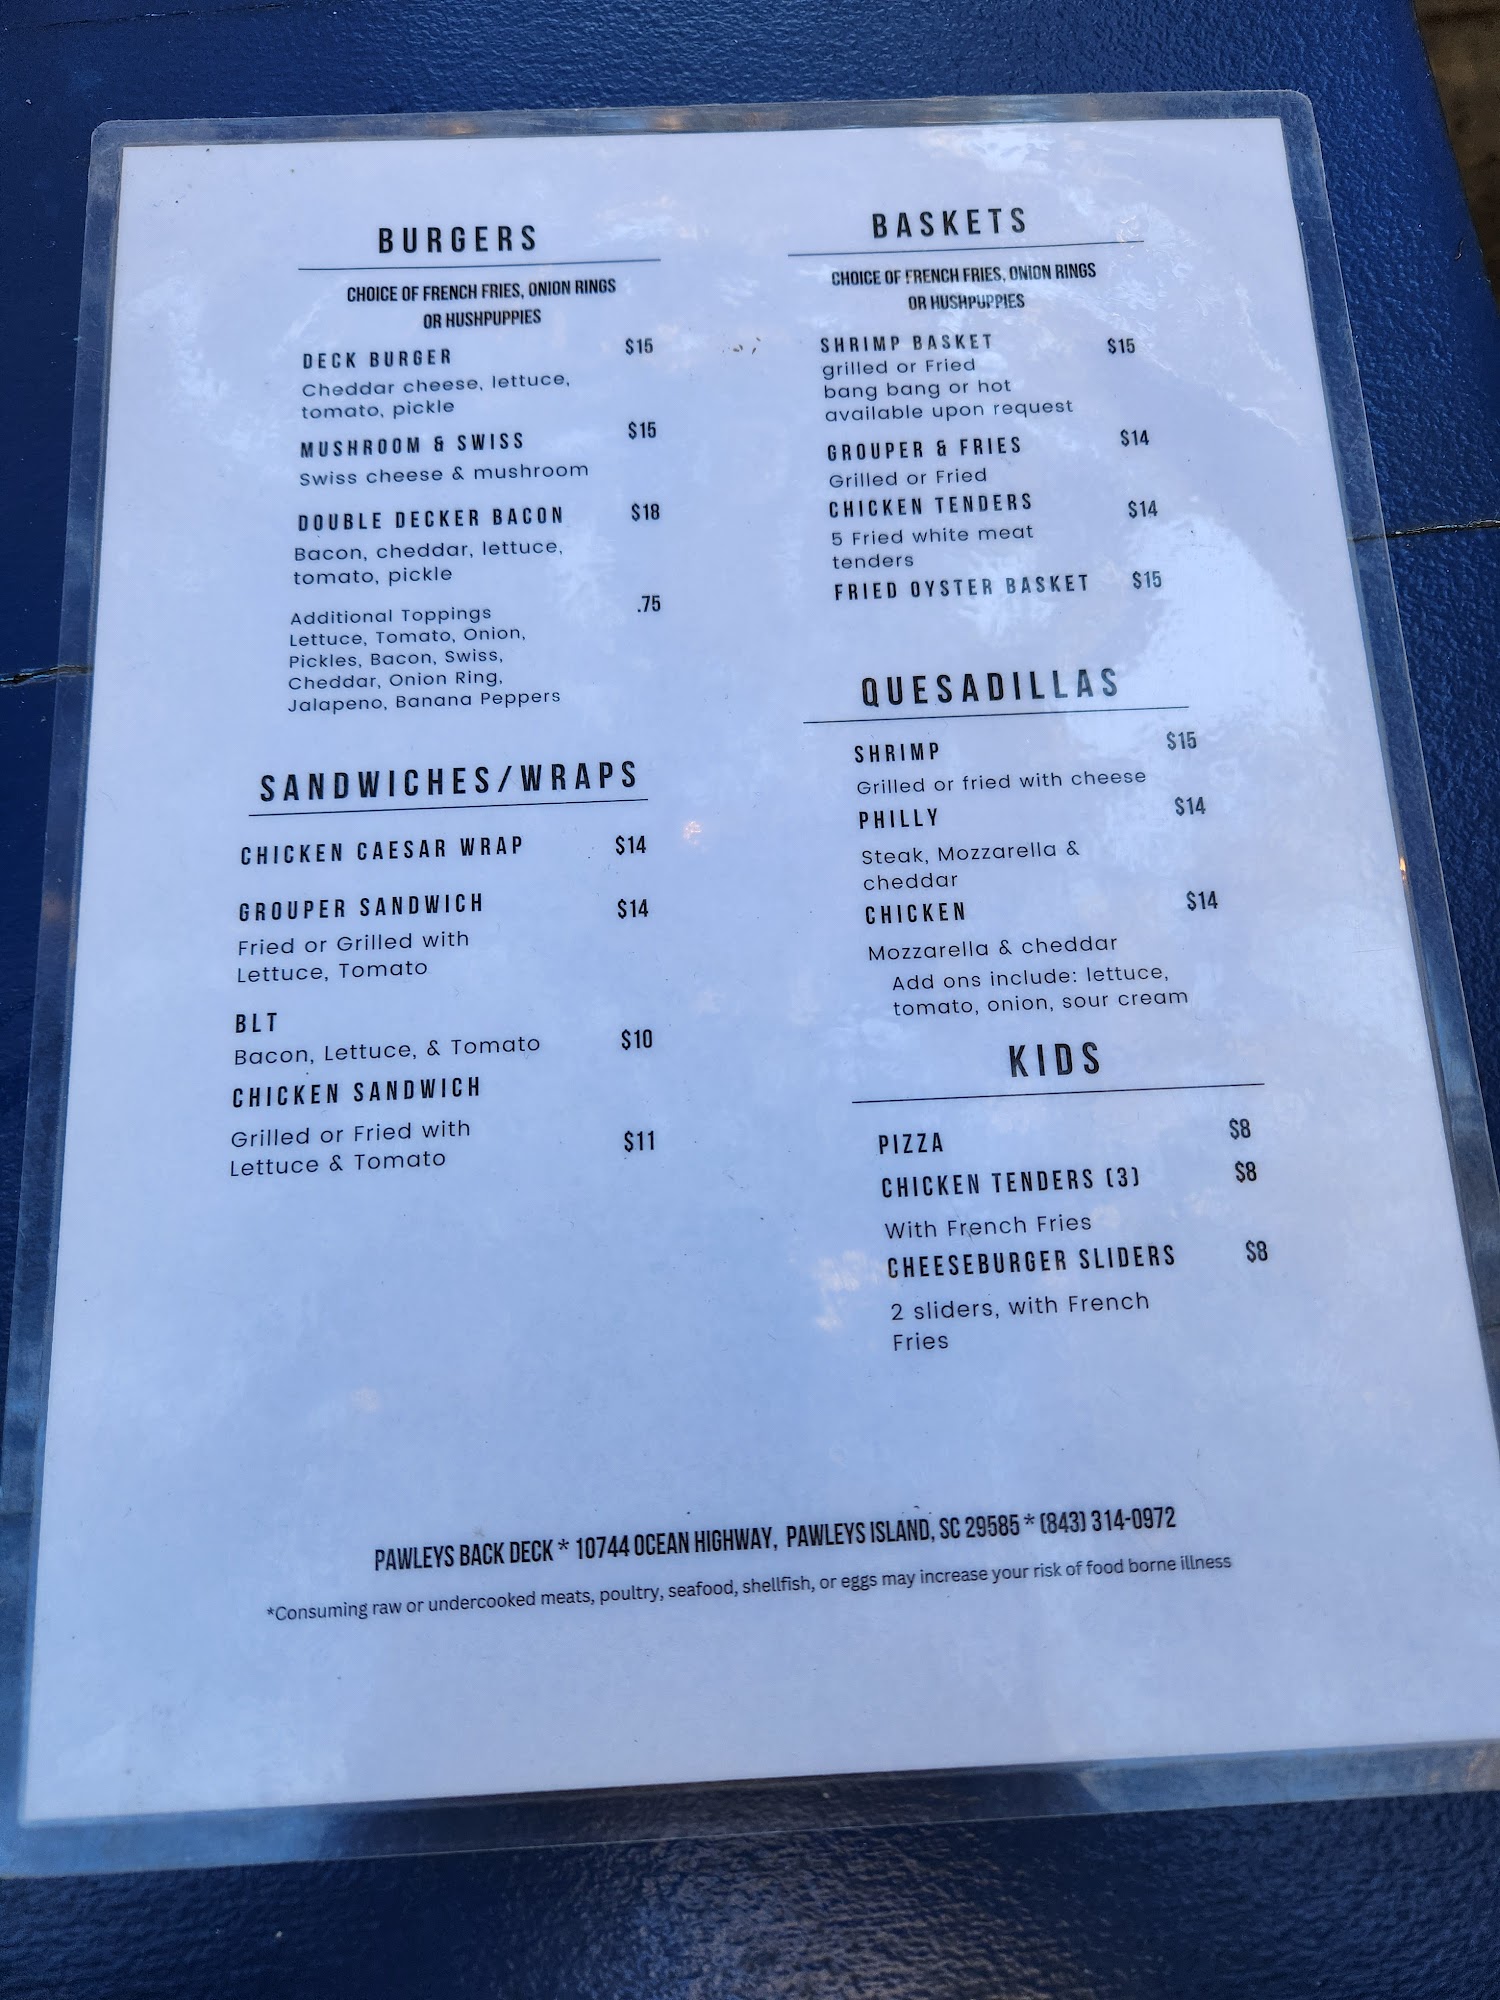 BURGERS
CHOICE OF FRENCH FRIES, ONION RINGS
OR HUSHPUPPIES
DECK BURGER $15
Cheddar cheese, lettuce,
tomato, pickle
MUSHROOM & SWISS $15
Swiss cheese & mushroom
DOUBLE DECKER BACON $18
Bacon, cheddar, lettuce,
tomato, pickle
Additional Toppings .75
Lettuce, Tomato, Onion,
Pickles, Bacon, Swiss,
Cheddar, Onion Ring,
Jalapeno, Banana Peppers
SANDWICHES/WRAPS
CHICKEN CAESAR WRAP $14
GROUPER SANDWICH $14
Fried or Grilled with
Lettuce, Tomato
BLT
Bacon, Lettuce, & Tomato $10
CHICKEN SANDWICH
Grilled or Fried with $11
Lettuce & Tomato
BASKETS
CHOICE OF FRENCH FRIES, ONION RINGS
OR HUSHPUPPIES
SHRIMP BASKET $15
grilled or Fried
bang bang or hot
available upon request
GROUPER & FRIES $14
Grilled or Fried
CHICKEN TENDERS $14
5 Fried white meat
tenders
FRIED OYSTER BASKET $15
QUESADILLAS
SHRIMP $15
Grilled or fried with cheese
PHILLY $14
Steak, Mozzarella &
cheddar
CHICKEN $14
Mozzarella & cheddar
Add ons include: lettuce,
tomato, onion, sour cream
KIDS
PIZZA $8
CHICKEN TENDERS (3) $8
With French Fries
CHEESEBURGER SLIDERS $8
2 sliders, with French
Fries
PAWLEYS BACK DECK * 10744 OCEAN HIGHWAY, PAWLEYS ISLAND, SC 29585 * (843) 314-0972
*Consuming raw or undercooked meats, poultry, seafood, shellfish, or eggs may increase your risk of food borne illness